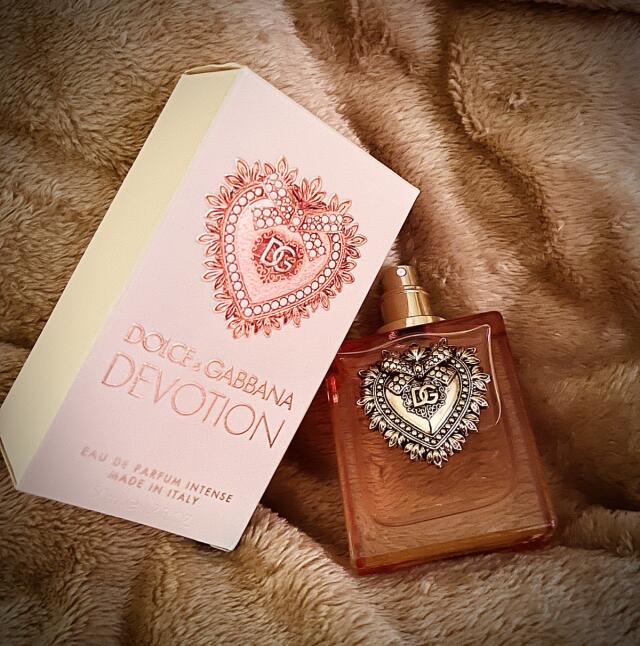 DG
DOLCE & GABBANA
DEVOTION
EAU DE PARFUM INTENSE
MADE IN ITALY
DG